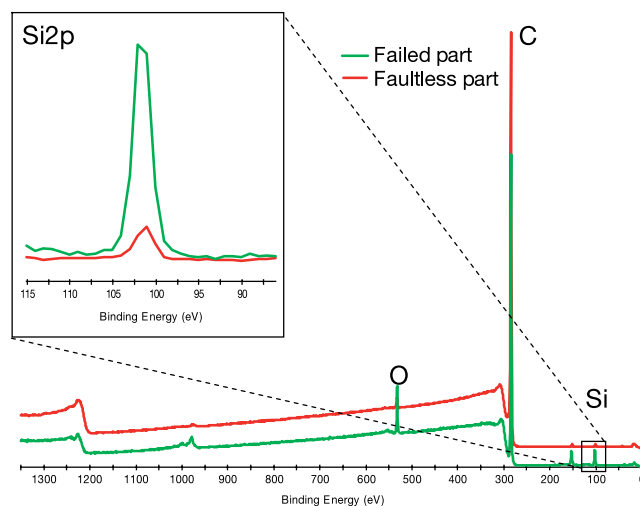 Si2p
C
Failed part
Faultless part
115 110 105 100 95 90
Binding Energy (eV)
O
Si
1300 1200 1100 1000 900 800 700 600 500 400 300 200 100 0
Binding Energy (eV)